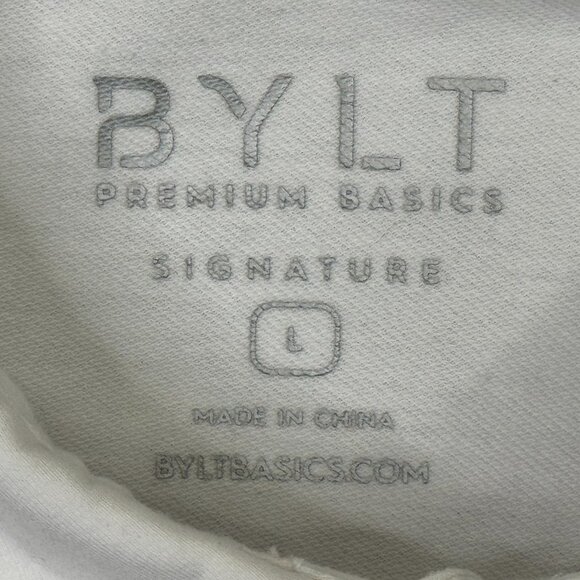 BYLT
PREMIUM BASICS
SIGNATURE
L
MADE IN CHINA
BYLTBASICS.COM